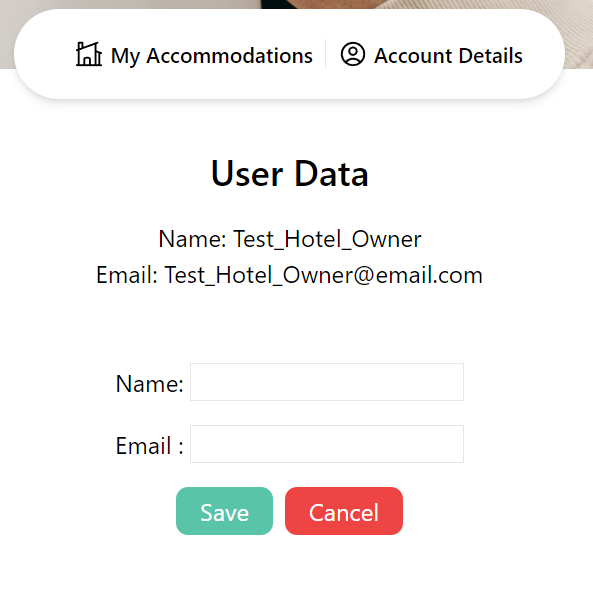 My Accommodations Account Details
User Data
Name: Test_Hotel_Owner
Email: Test_Hotel_Owner@email.com
Name:
Email :
Save Cancel